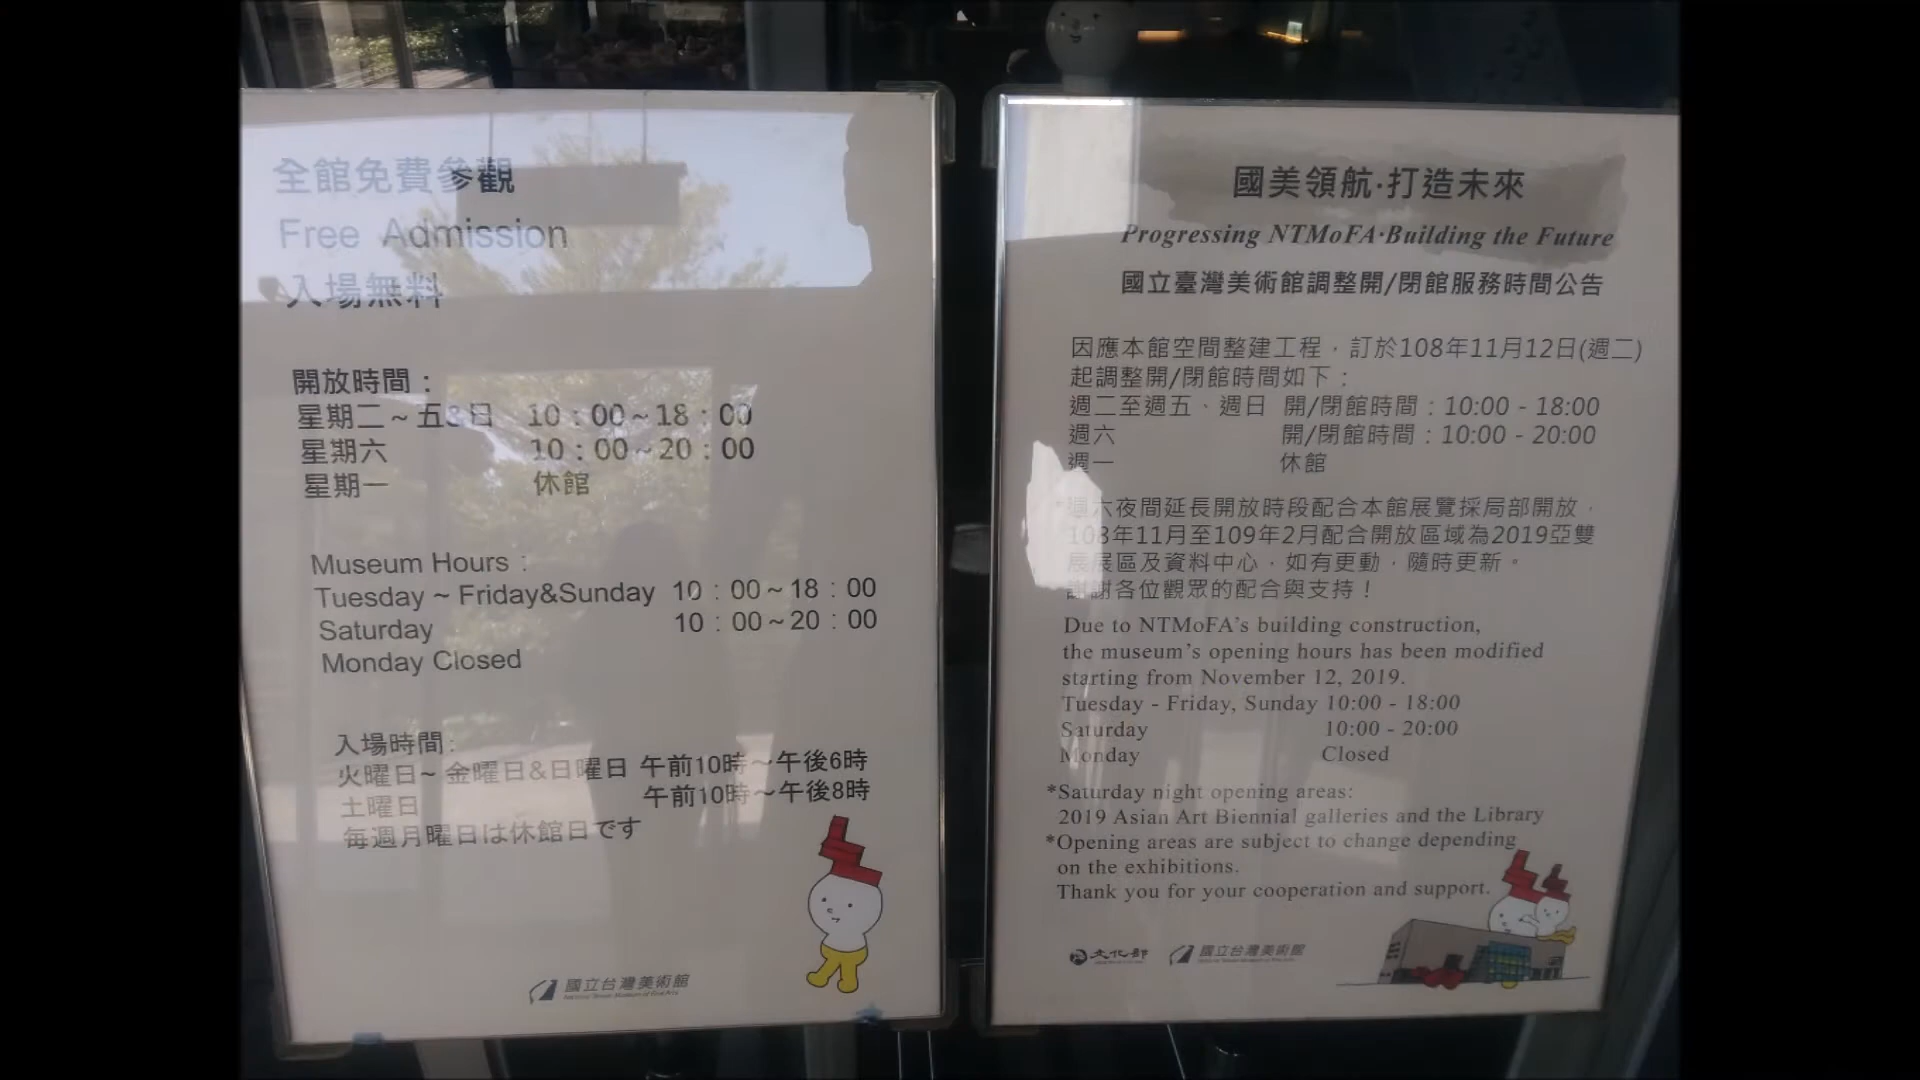 全館免費參觀
Free Admission
入場無料
開放時間：
星期二～五&日 10：00～18：00
星期六 10：00～20：00
星期一 休館
Museum Hours：
Tuesday～Friday&Sunday 10：00～18：00
Saturday 10：00～20：00
Monday Closed
入場時間:
火曜日~ 金曜日&日曜日 午前10時～午後6時
土曜日 午前10時～午後8時
毎週月曜日は休館日です
國立台灣美術館
國美領航·打造未來
Progressing NTMoFA·Building the Future
國立臺灣美術館調整開/閉館服務時間公告
因應本館空間整建工程，訂於108年11月12日(週二)
起調整開/閉館時間如下：
週二至週五、週日 開/閉館時間：10:00 - 18:00
週六 開/閉館時間：10:00 - 20:00
週一 休館
週六夜間延長開放時段配合本館展覽採局部開放，
108年11月至109年2月配合開放區域為2019亞雙
展展區及資料中心，如有更動，隨時更新。
謝謝各位觀眾的配合與支持！
Due to NTMoFA's building construction,
the museum's opening hours has been modified
starting from November 12, 2019.
Tuesday - Friday, Sunday 10:00 - 18:00
Saturday 10:00 - 20:00
Monday Closed
*Saturday night opening areas:
2019 Asian Art Biennial galleries and the Library
*Opening areas are subject to change depending
on the exhibitions.
Thank you for your cooperation and support.
文化部 國立台灣美術館